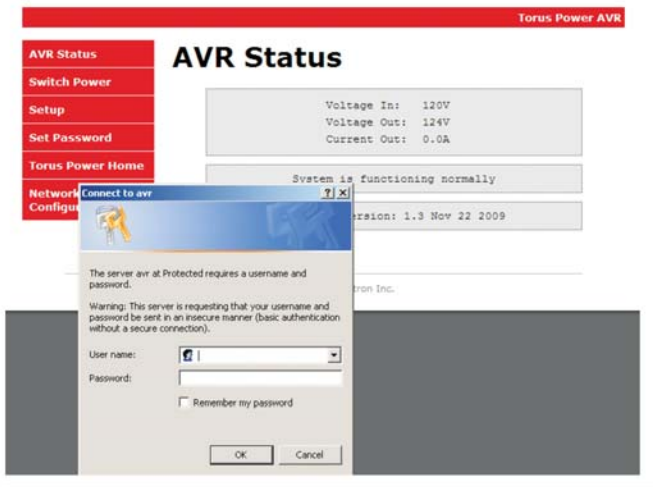 Torus Power AVR
AVR Status
Switch Power
Setup
Set Password
Torus Power Home
Network
Configu
AVR Status
Voltage In: 120V
Voltage Out: 124V
Current Out: 0.0A
System is functioning normally
ersion: 1.3 Nov 22 2009
tron Inc.
Connect to avr
The server avr at Protected requires a username and
password.
Warning: This server is requesting that your username and
password be sent in an insecure manner (basic authentication
without a secure connection).
User name:
Password:
Remember my password
OK
Cancel